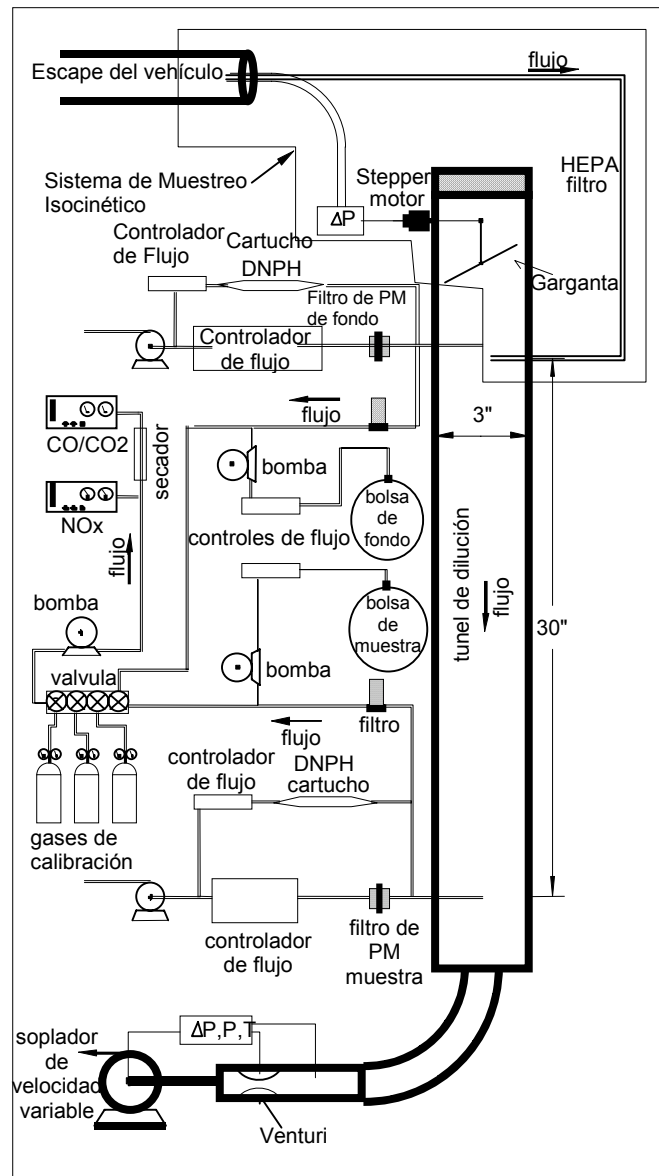 flujo
Escape del vehículo
HEPA
filtro
Sistema de Muestreo
Isocinético
Stepper
motor
ΔP
Controlador
de Flujo
Cartucho
DNPH
Garganta
Filtro de PM
de fondo
Controlador
de flujo
flujo
3"
CO/CO2
secador
bomba
bolsa
de
fondo
NOx
controles de flujo
flujo
tunel de dilución
flujo
bomba
bolsa
de
muestra
30"
bomba
valvula
filtro
flujo
controlador
de flujo
DNPH
cartucho
gases de
calibración
controlador
de flujo
filtro de
PM
muestra
ΔP,P,T
soplador
de
velocidad
variable
Venturi